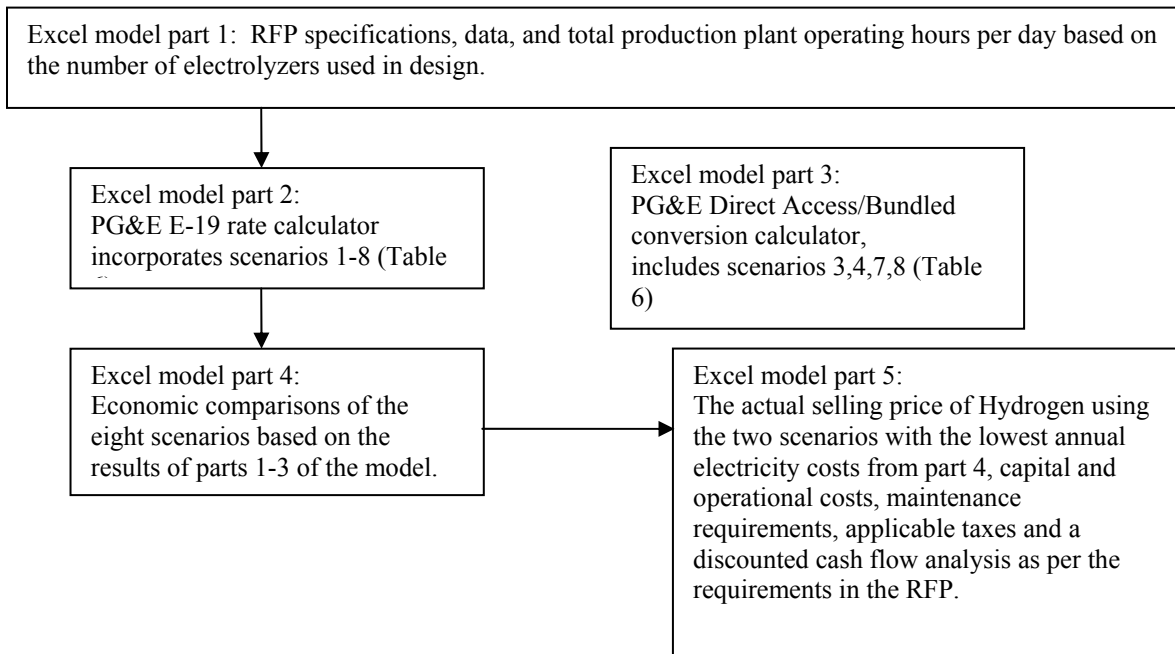 Excel model part 1:  RFP specifications, data, and total production plant operating hours per day based on
the number of electrolyzers used in design.
Excel model part 2:
PG&E E-19 rate calculator
incorporates scenarios 1-8 (Table
Excel model part 3:
PG&E Direct Access/Bundled
conversion calculator,
includes scenarios 3,4,7,8 (Table
6)
Excel model part 4:
Economic comparisons of the
eight scenarios based on the
results of parts 1-3 of the model.
Excel model part 5:
The actual selling price of Hydrogen using
the two scenarios with the lowest annual
electricity costs from part 4, capital and
operational costs, maintenance
requirements, applicable taxes and a
discounted cash flow analysis as per the
requirements in the RFP.